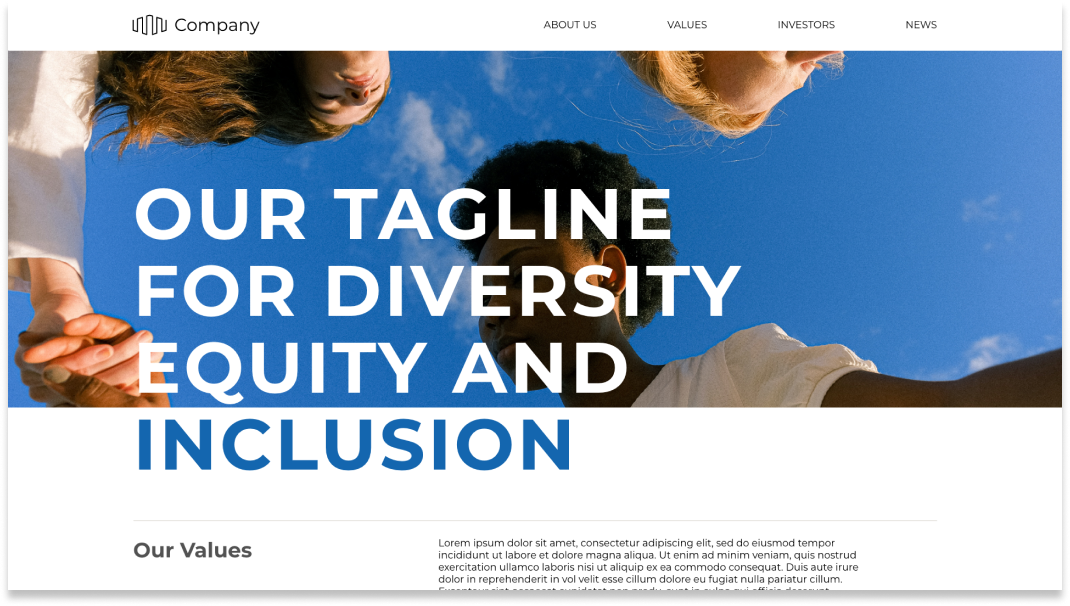 Company
ABOUT US VALUES INVESTORS NEWS
OUR TAGLINE
FOR DIVERSITY
EQUITY AND
INCLUSION
Our Values
Lorem ipsum dolor sit amet, consectetur adipiscing elit, sed do eiusmod tempor
incididunt ut labore et dolore magna aliqua. Ut enim ad minim veniam, quis nostrud
exercitation ullamco laboris nisi ut aliquip ex ea commodo consequat. Duis aute irure
dolor in reprehenderit in vol velit esse cillum dolore eu fugiat nulla pariatur cillum.